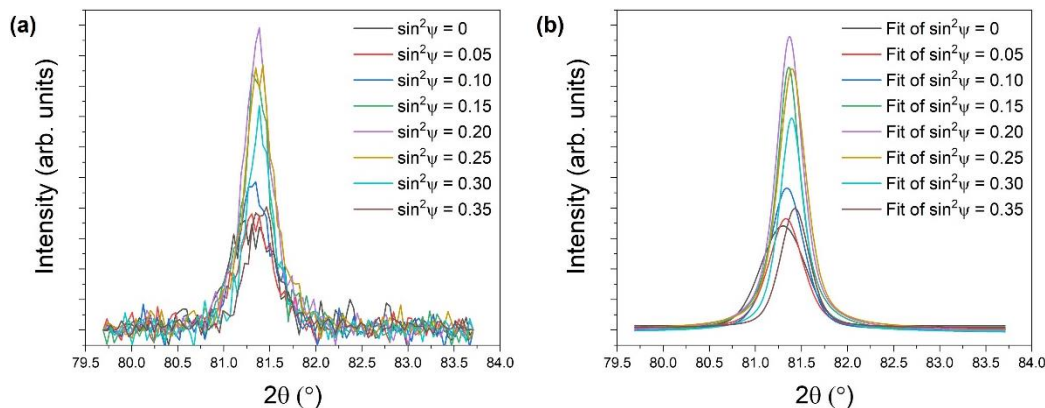 (a)
Intensity (arb. units)
sin²ψ = 0
sin²ψ = 0.05
sin²ψ = 0.10
sin²ψ = 0.15
sin²ψ = 0.20
sin²ψ = 0.25
sin²ψ = 0.30
sin²ψ = 0.35
79.5 80.0 80.5 81.0 81.5 82.0 82.5 83.0 83.5 84.0
2θ (°)
(b)
Intensity (arb. units)
Fit of sin²ψ = 0
Fit of sin²ψ = 0.05
Fit of sin²ψ = 0.10
Fit of sin²ψ = 0.15
Fit of sin²ψ = 0.20
Fit of sin²ψ = 0.25
Fit of sin²ψ = 0.30
Fit of sin²ψ = 0.35
79.5 80.0 80.5 81.0 81.5 82.0 82.5 83.0 83.5 84.0
2θ (°)